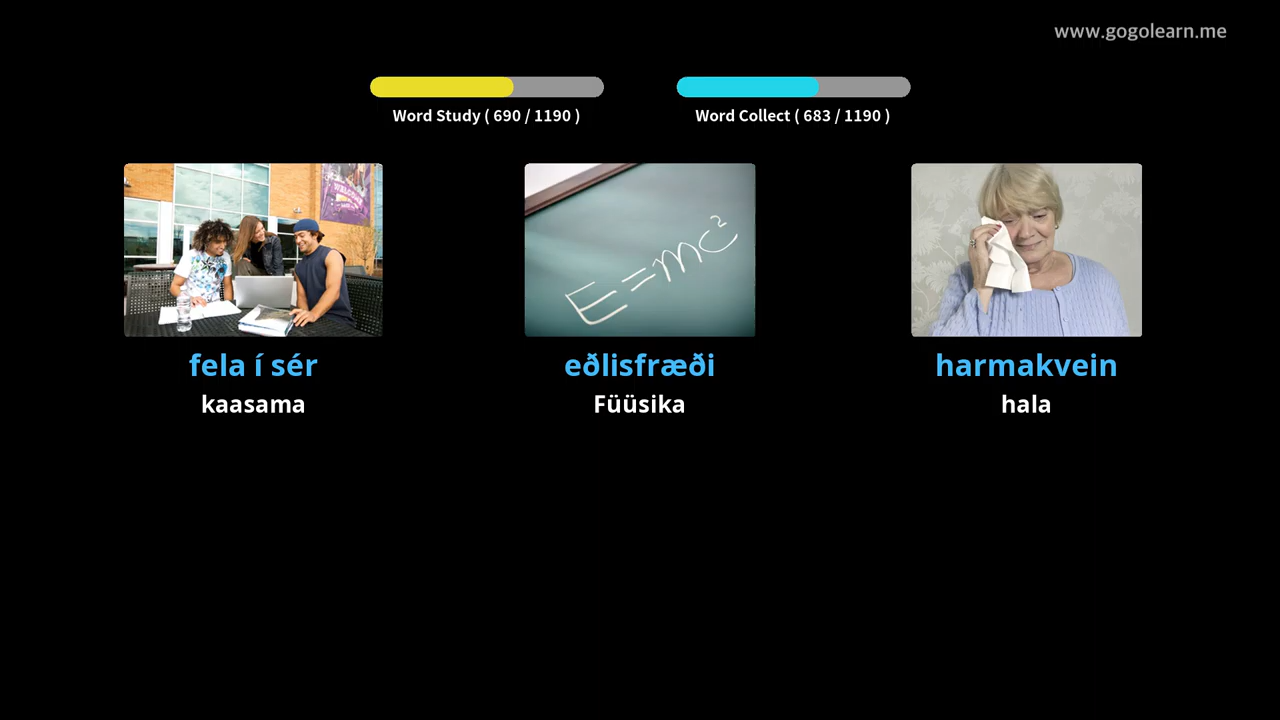 www.gogolearn.me
Word Study ( 690 / 1190 )
Word Collect ( 683 / 1190 )
WELCOME
E=mc²
fela í sér
eðlisfræði
harmakvein
kaasama
Füüsika
hala